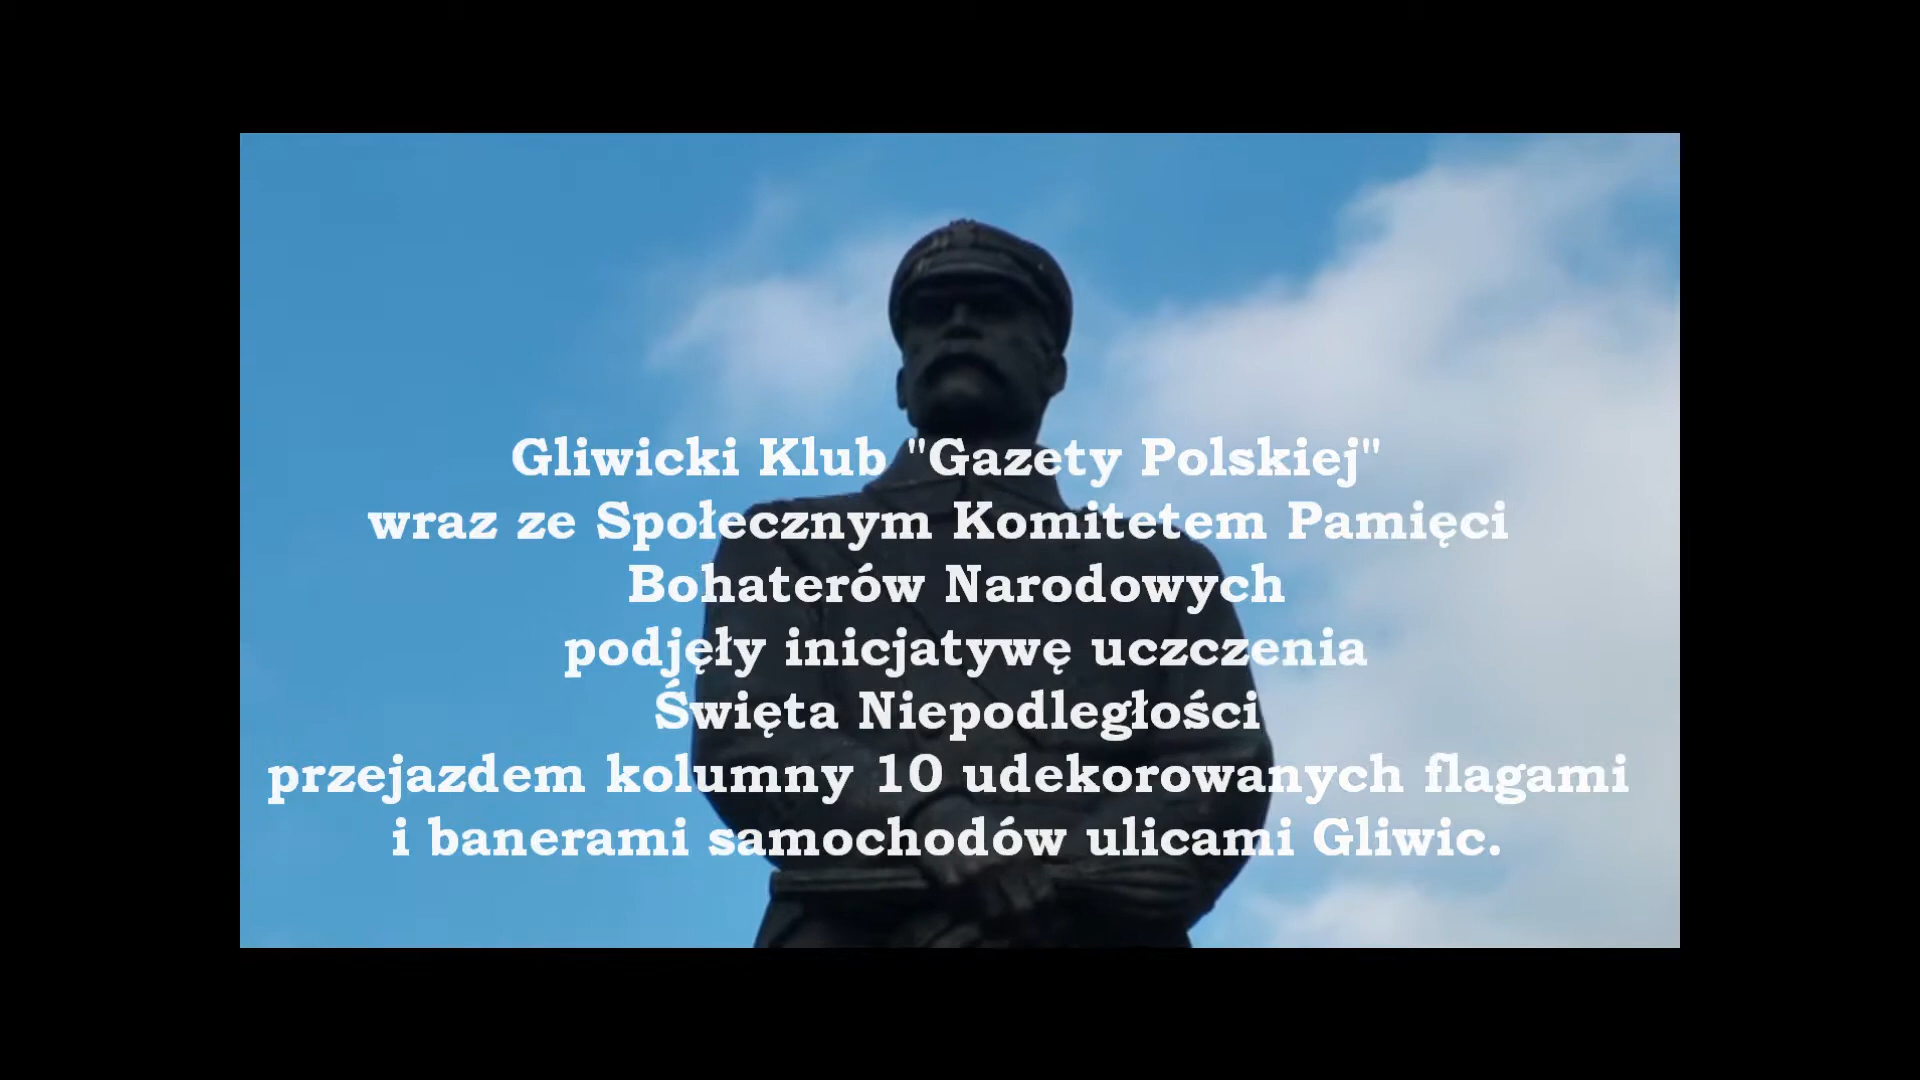 Gliwicki Klub "Gazety Polskiej"
wraz ze Społecznym Komitetem Pamięci
Bohaterów Narodowych
podjęły inicjatywę uczczenia
Święta Niepodległości
przejazdem kolumny 10 udekorowanych flagami
i banerami samochodów ulicami Gliwic.